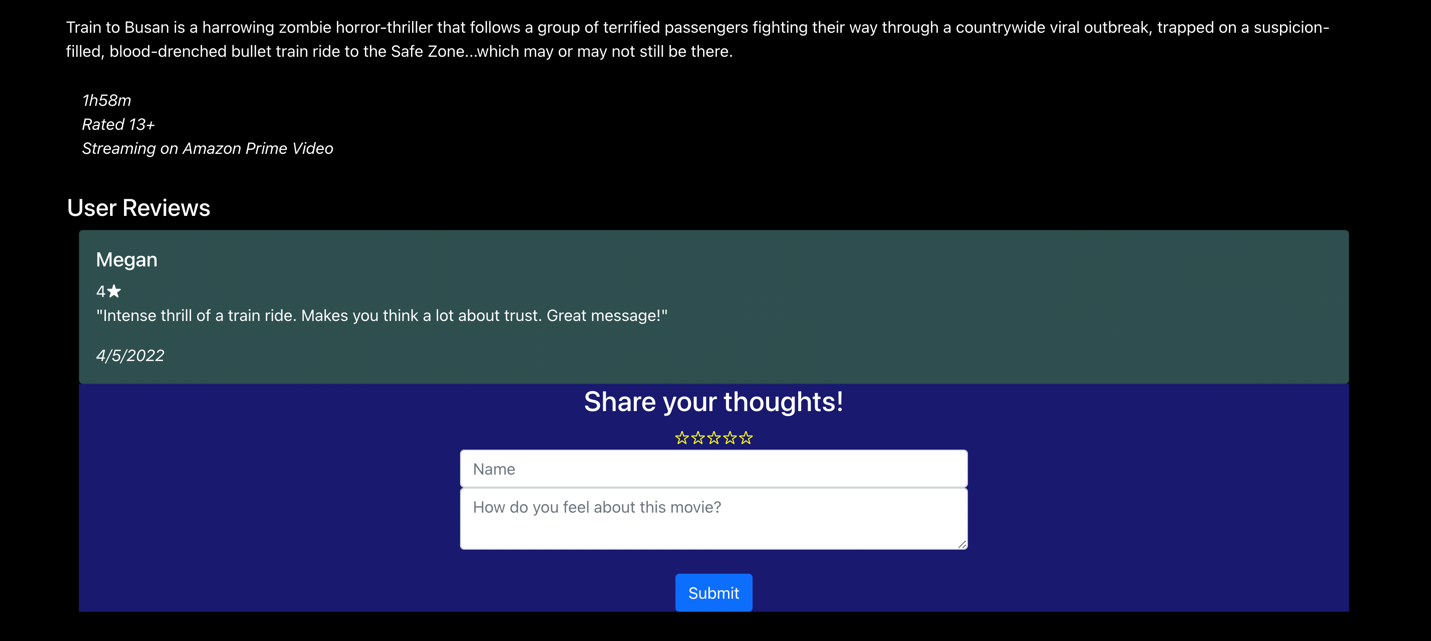 Train to Busan is a harrowing zombie horror-thriller that follows a group of terrified passengers fighting their way through a countrywide viral outbreak, trapped on a suspicion-
filled, blood-drenched bullet train ride to the Safe Zone...which may or may not still be there.
1h58m
Rated 13+
Streaming on Amazon Prime Video
User Reviews
Megan
4★
"Intense thrill of a train ride. Makes you think a lot about trust. Great message!"
4/5/2022
Share your thoughts!
☆☆☆☆☆
Name
How do you feel about this movie?
Submit